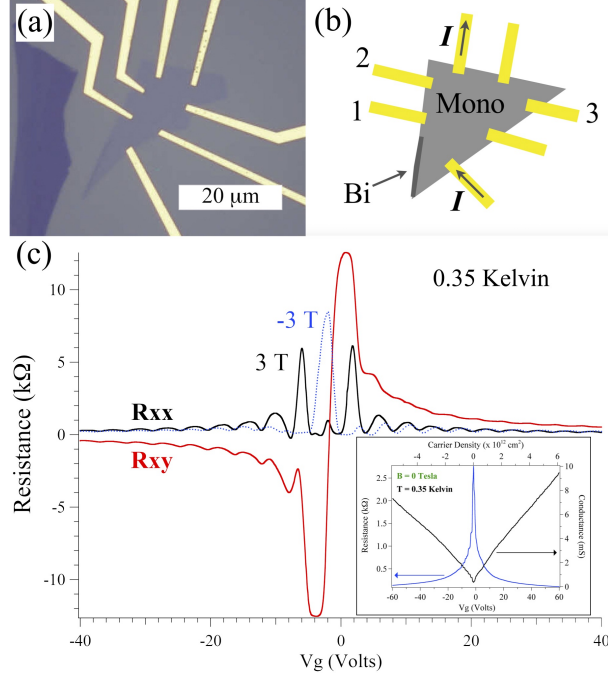 (a)
20 μm
(b)
I
2
Mono
1
3
Bi
I
(c)
0.35 Kelvin
-3 T
3 T
Rxx
Rxy
Resistance (kΩ)
10
5
0
-5
-10
-40
-20
0
20
40
Vg (Volts)
Carrier Density (x 10¹² cm²)
-4 -2 0 2 4 6
B = 0 Tesla
T = 0.35 Kelvin
Resistance (kΩ)
2.5
2.0
1.5
1.0
0.5
Conductance (mS)
10
8
6
4
2
0
-60 -40 -20 0 20 40 60
Vg (Volts)